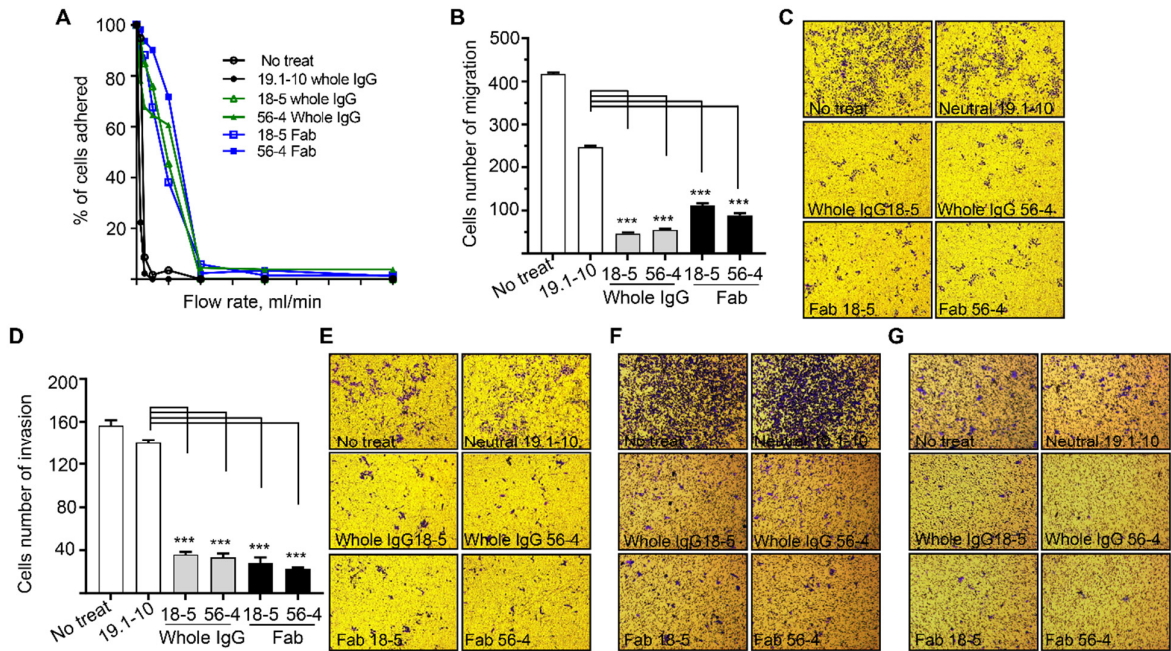 A
% of cells adhered
100
80
60
40
20
Flow rate, ml/min
No treat
19.1-10 whole IgG
18-5 whole IgG
56-4 Whole IgG
18-5 Fab
56-4 Fab
B
Cells number of migration
500
400
350
250
150
50
*** *** *** ***
No treat
19.1-10
18-5 56-4 18-5 56-4
Whole IgG Fab
C
No treat
Neutral 19.1-10
Whole IgG18-5
Whole IgG 56-4
Fab 18-5
Fab 56-4
D
Cells number of invasion
200
160
120
80
40
*** *** *** ***
No treat
19.1-10
18-5 56-4 18-5 56-4
Whole IgG Fab
E
No treat
Neutral 19.1-10
Whole IgG18-5
Whole IgG 56-4
Fab 18-5
Fab 56-4
F
No treat
Neutral 19.1-10
Whole IgG18-5
Whole IgG 56-4
Fab 18-5
Fab 56-4
G
No treat
Neutral 19.1-10
Whole IgG18-5
Whole IgG 56-4
Fab 18-5
Fab 56-4